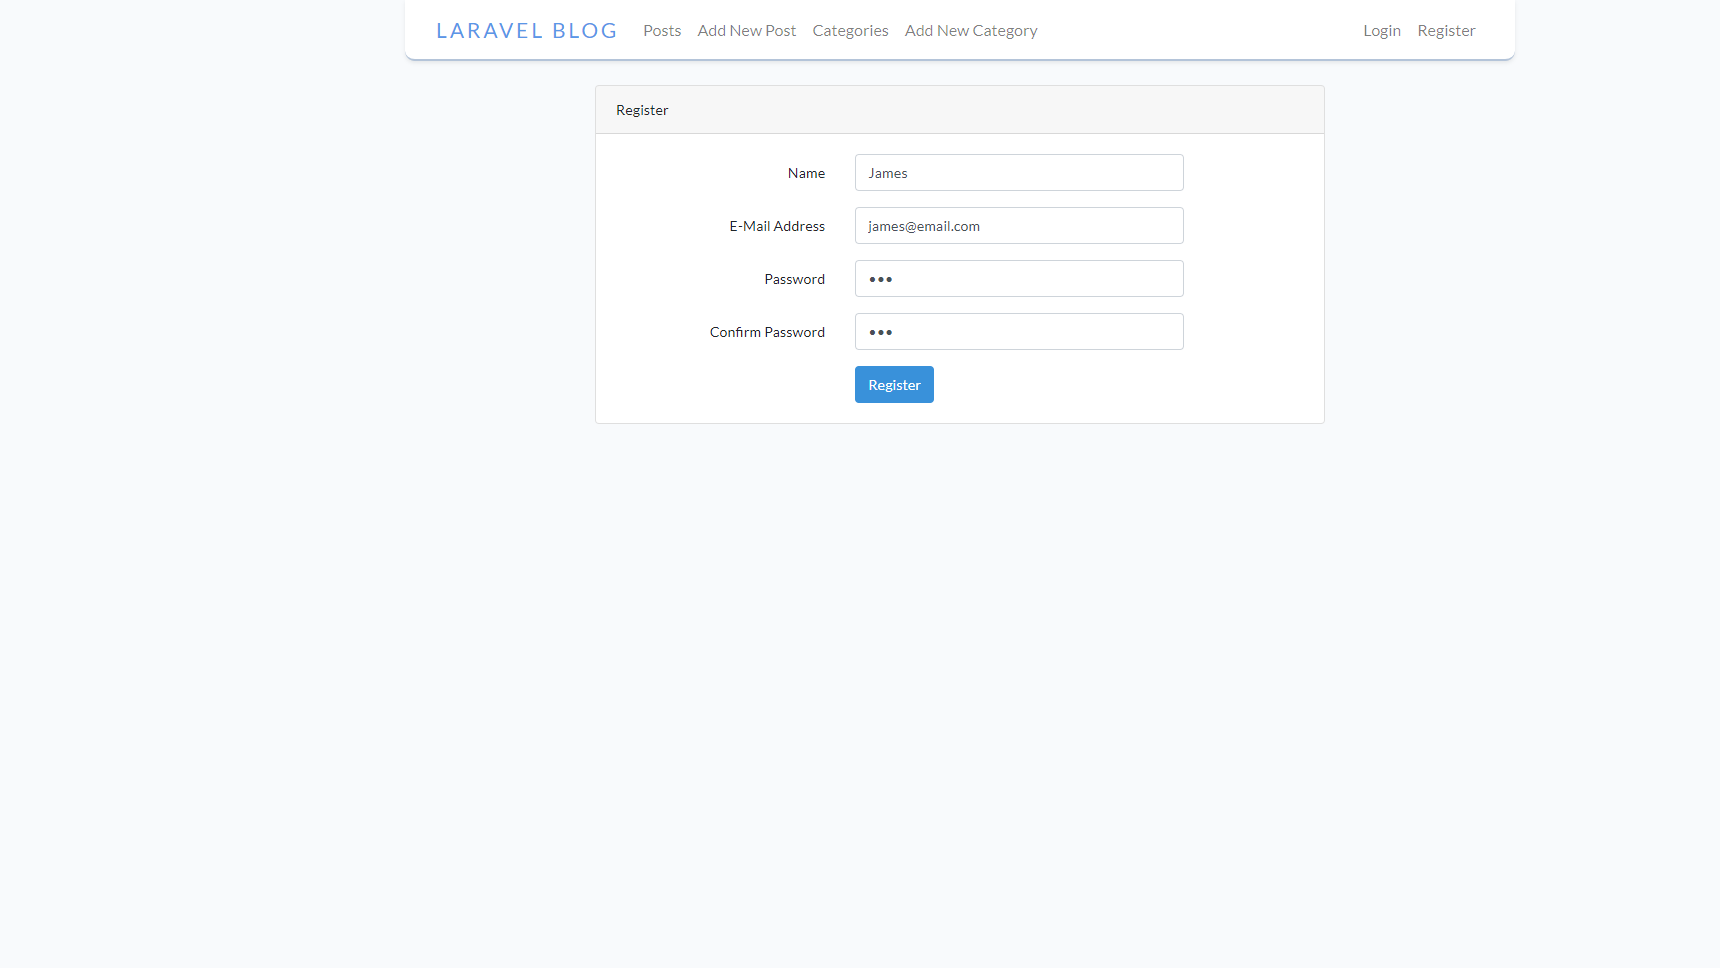 LARAVEL BLOG Posts Add New Post Categories Add New Category Login Register
Register
Name James
E-Mail Address james@email.com
Password •••
Confirm Password •••
Register